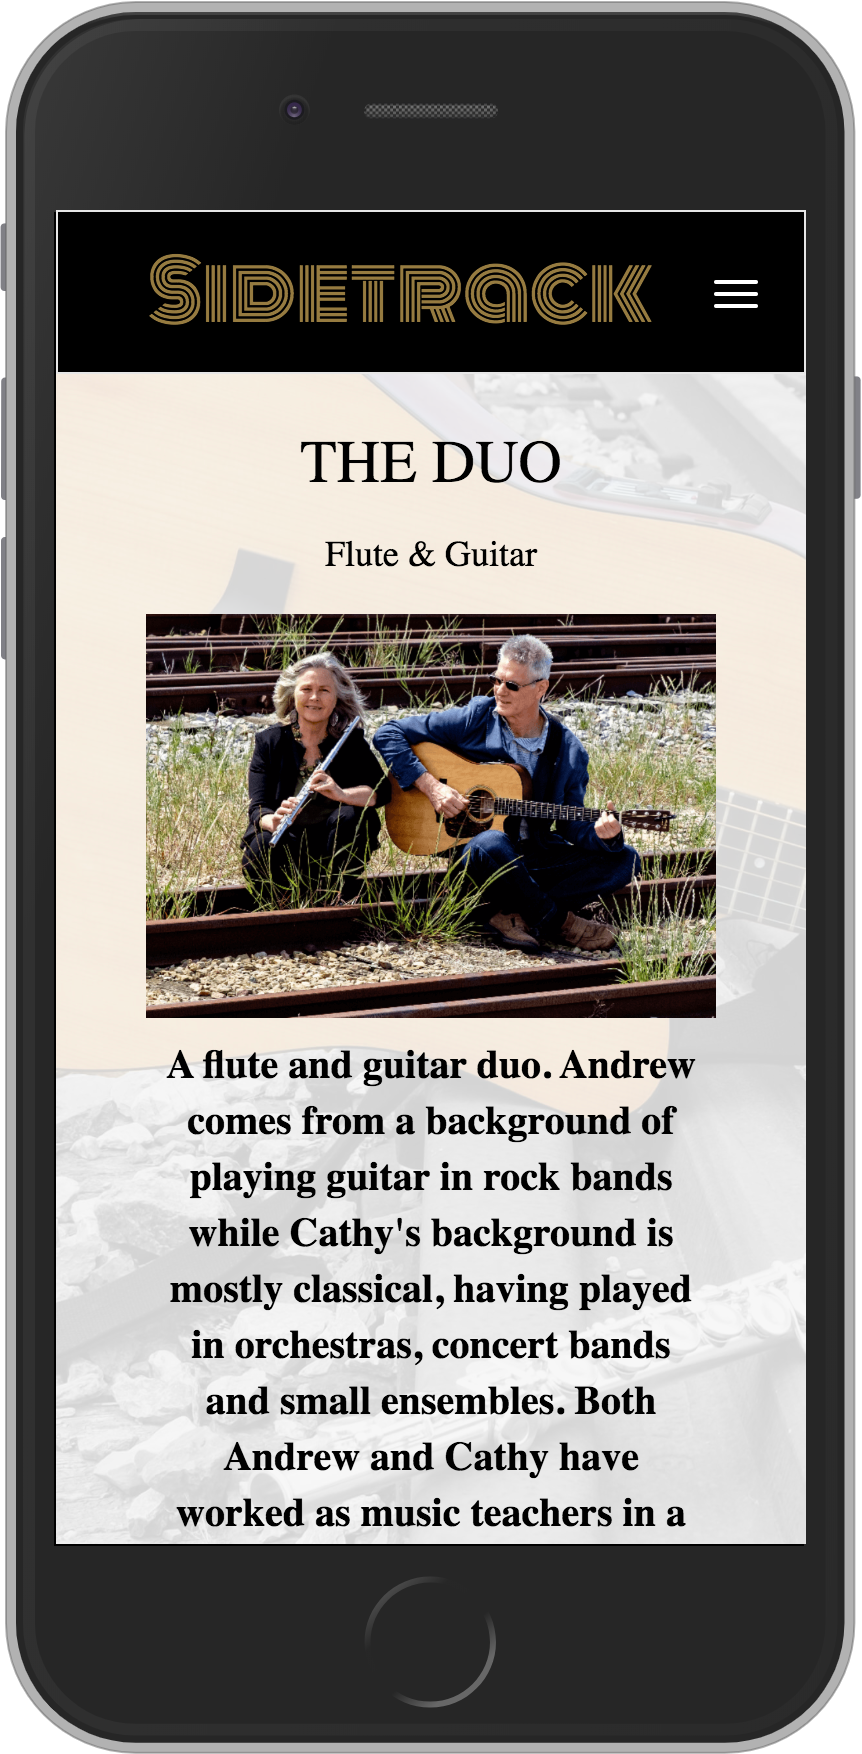 SIDETRACK
THE DUO
Flute & Guitar
A flute and guitar duo. Andrew
comes from a background of
playing guitar in rock bands
while Cathy's background is
mostly classical, having played
in orchestras, concert bands
and small ensembles. Both
Andrew and Cathy have
worked as music teachers in a